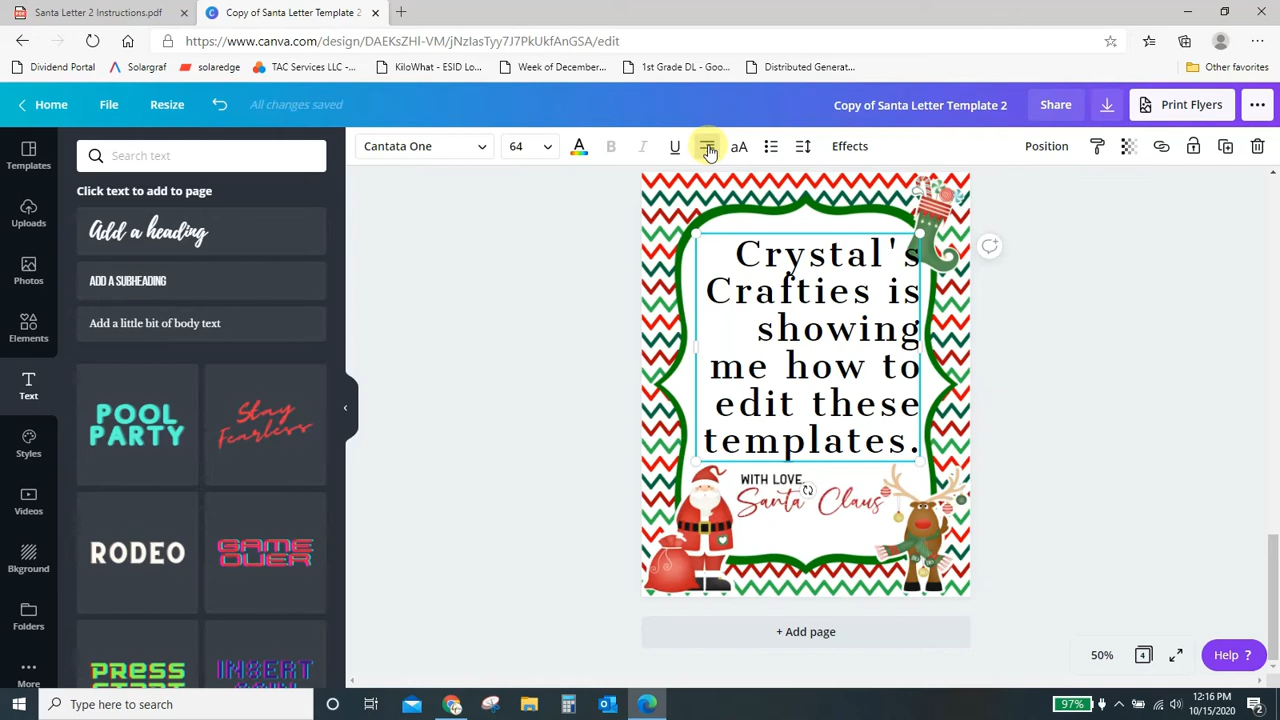 Santa Letter 2 Instructions.pdf
Copy of Santa Letter Template 2
https://www.canva.com/design/DAEKsZHI-VM/jNzIasTyy7J7PkUkfAnGSA/edit
Dividend Portal
Solargraf
solaredge
TAC Services LLC -...
KiloWhat - ESID Lo...
Week of December...
1st Grade DL - Goo...
Distributed Generat...
Other favorites
Home
File
Resize
All changes saved
Copy of Santa Letter Template 2
Share
Print Flyers
Cantata One
64
A
B
I
U
aA
Effects
Position
Templates
Uploads
Photos
Elements
Text
Styles
Videos
Bkground
Folders
More
Search text
Click text to add to page
Add a heading
ADD A SUBHEADING
Add a little bit of body text
POOL
PARTY
Stay
Fearless
RODEO
GAME
OVER
PRESS
START
INSERT
COIN
Crystal's
Crafties is
showing
me how to
edit these
templates.
WITH LOVE,
Santa Claus
+ Add page
50%
4
Help ?
Type here to search
97%
12:16 PM
10/15/2020
2